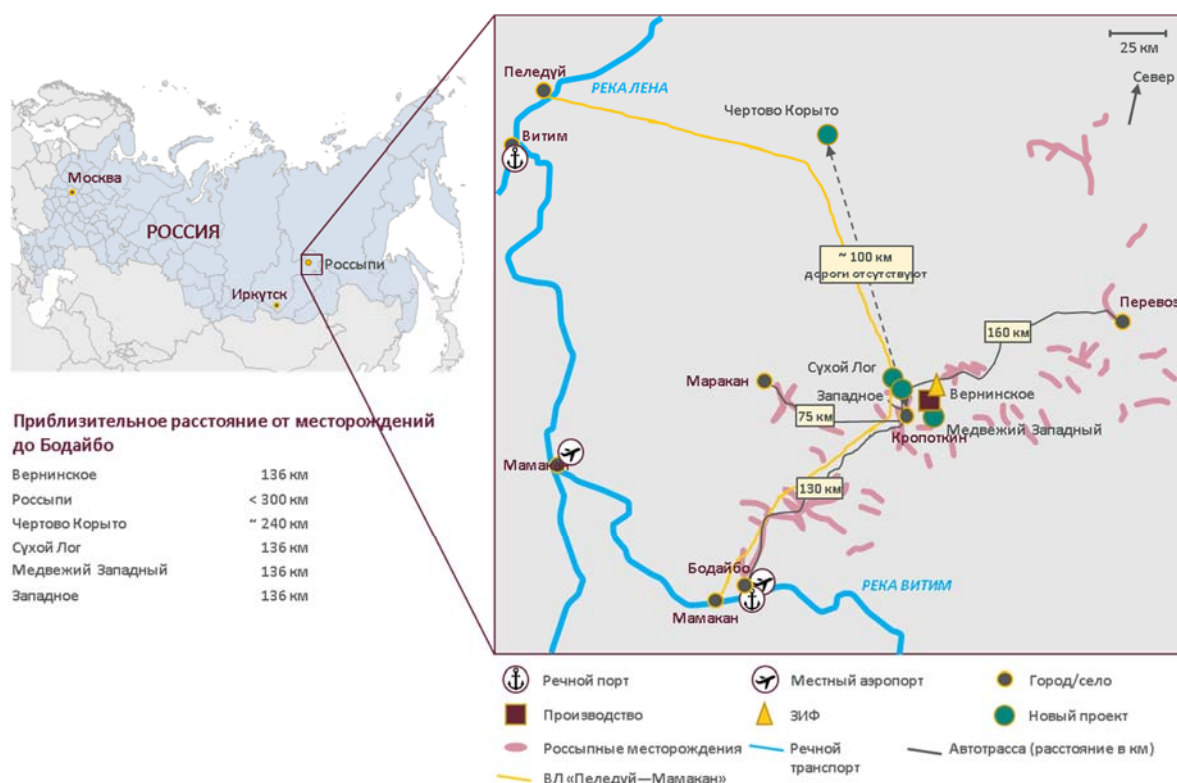 Москва
РОССИЯ
Россыпи
Иркутск
Приблизительное расстояние от месторождений
до Бодайбо
Вернинское 136 км
Россыпи < 300 км
Чертово Корыто ~ 240 км
Сухой Лог 136 км
Медвежий Западный 136 км
Западное 136 км
25 км
Север
Пеледуй
РЕКА ЛЕНА
Чертово Корыто
Витим
~ 100 км
дороги отсутствуют
Перевоз
160 км
Сухой Лог
Маракан
Западное
Вернинское
75 км
Медвежий Западный
Кропоткин
Мамакан
130 км
Бодайбо
РЕКА ВИТИМ
Мамакан
Речной порт
Местный аэропорт
Город/село
Производство
ЗИФ
Новый проект
Россыпные месторождения
Речной
транспорт
Автотрасса (расстояние в км)
ВЛ «Пеледуй—Мамакан»